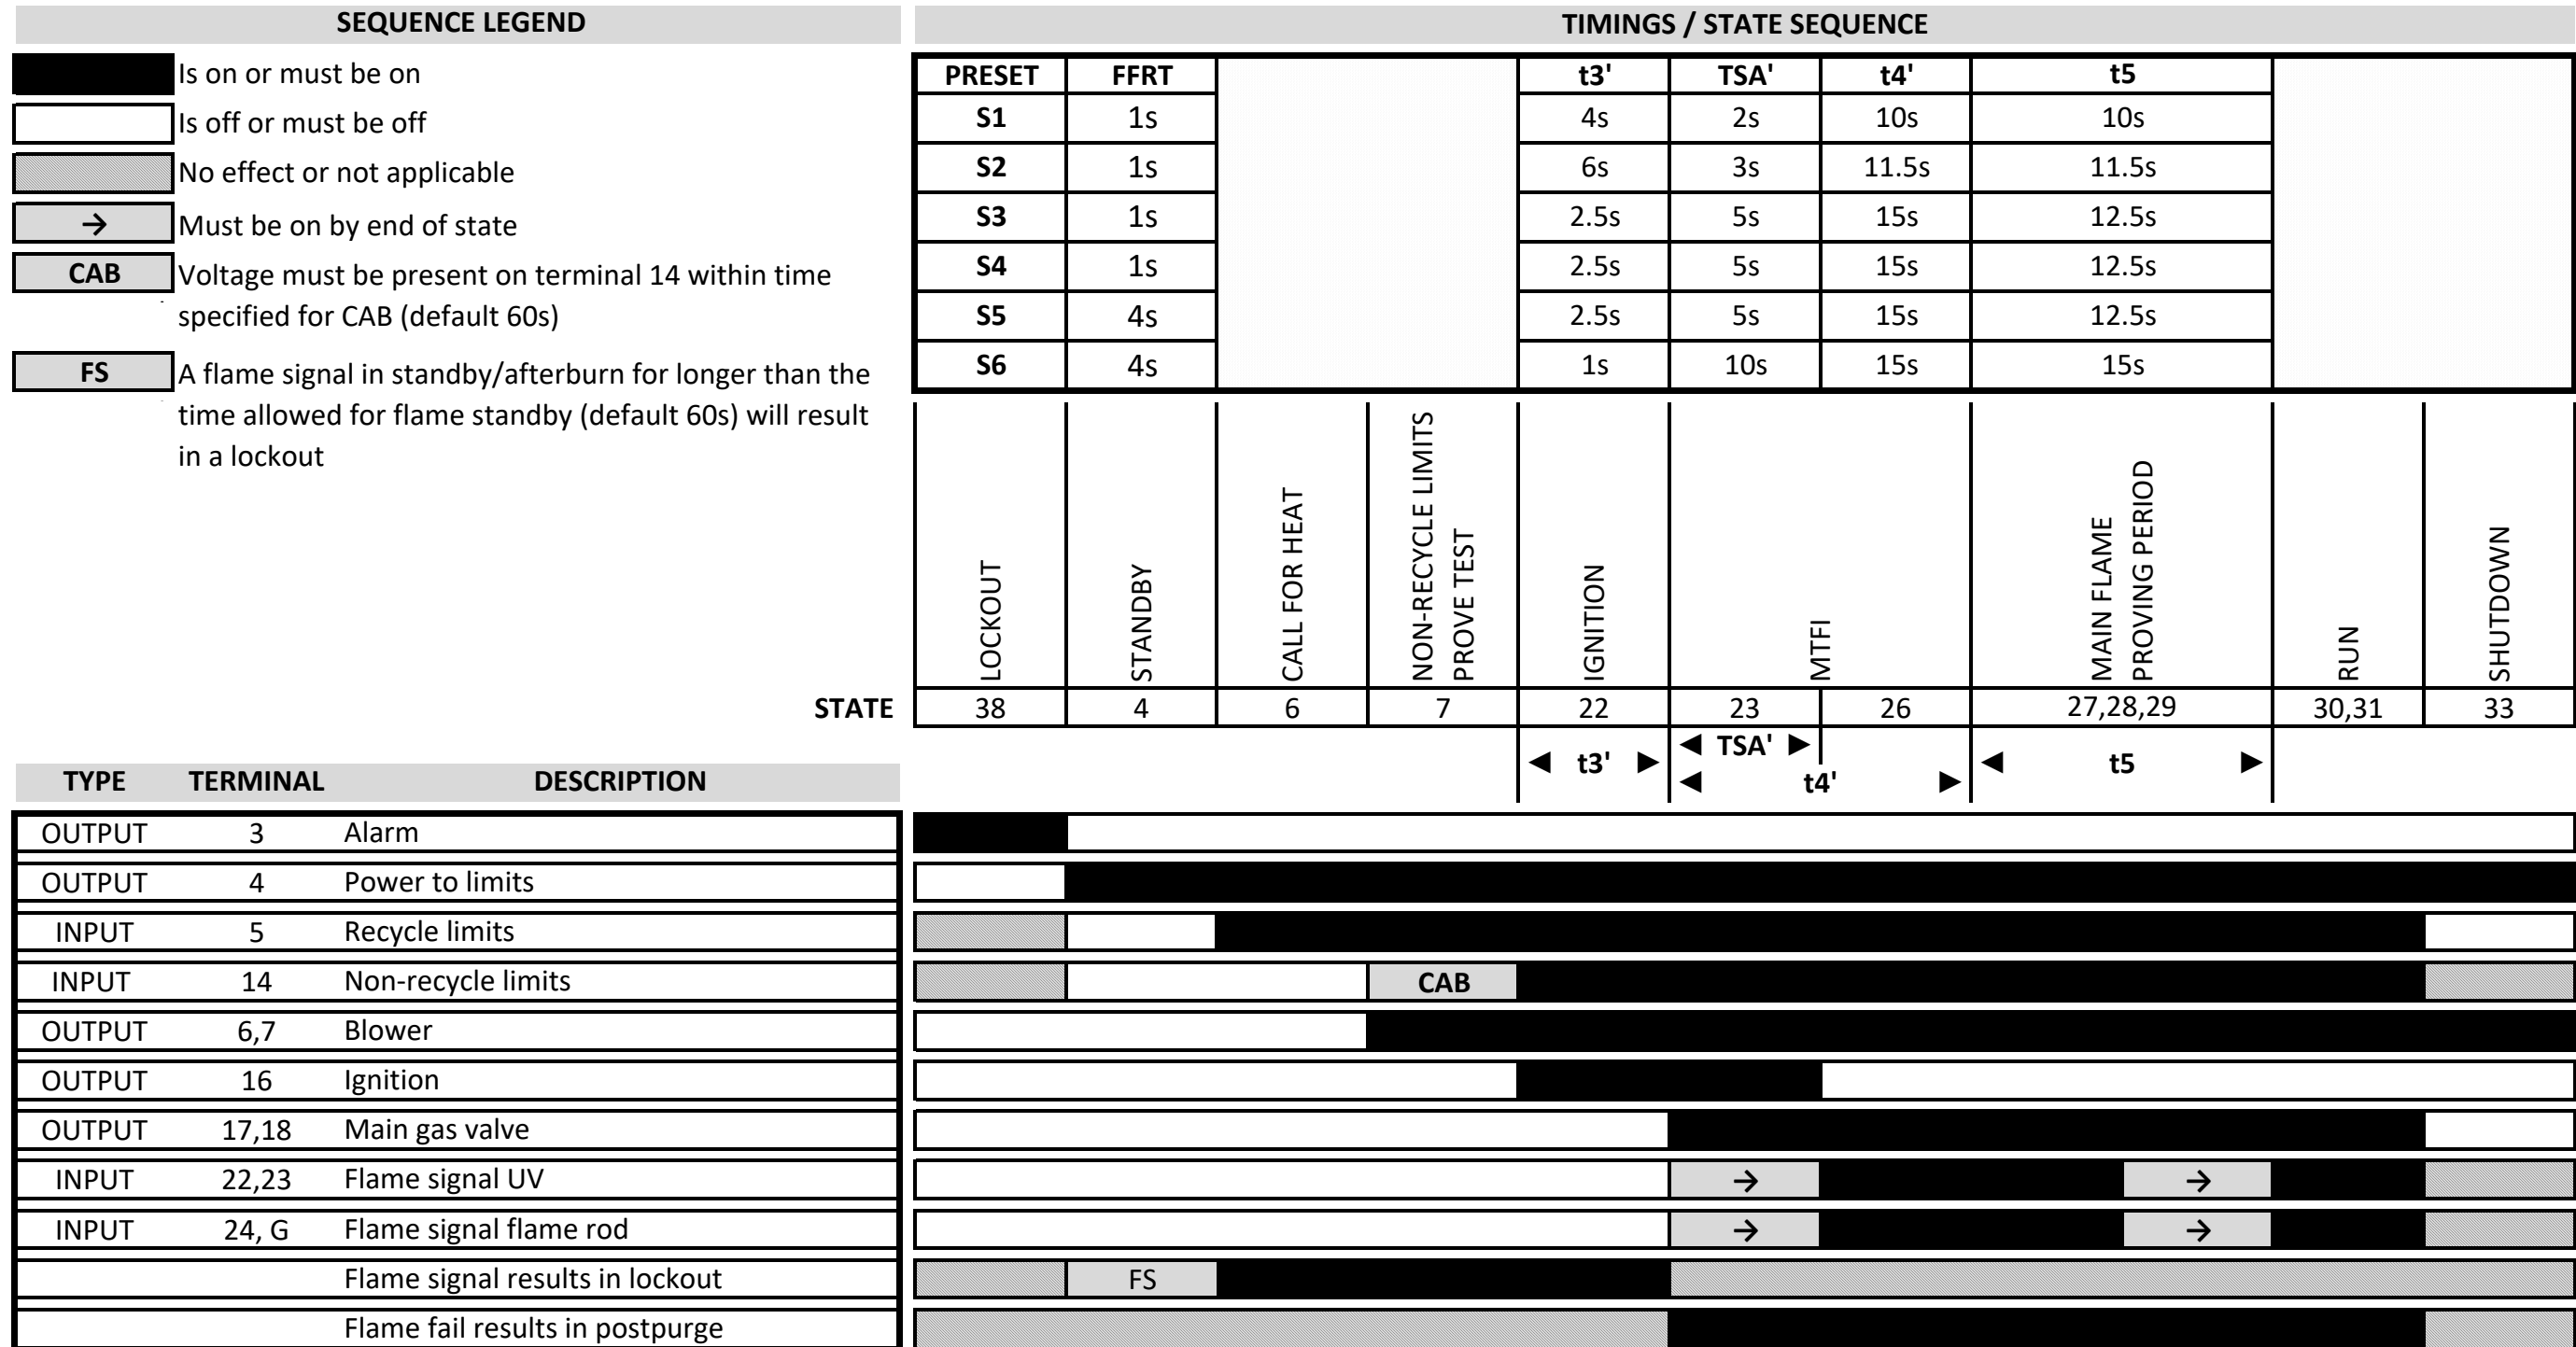 SEQUENCE LEGEND
Is on or must be on
Is off or must be off
No effect or not applicable
→ Must be on by end of state
CAB Voltage must be present on terminal 14 within time
specified for CAB (default 60s)
FS A flame signal in standby/afterburn for longer than the
time allowed for flame standby (default 60s) will result
in a lockout
TIMINGS / STATE SEQUENCE
PRESET FFRT t3' TSA' t4' t5
S1 1s 4s 2s 10s 10s
S2 1s 6s 3s 11.5s 11.5s
S3 1s 2.5s 5s 15s 12.5s
S4 1s 2.5s 5s 15s 12.5s
S5 4s 2.5s 5s 15s 12.5s
S6 4s 1s 10s 15s 15s
LOCKOUT
STANDBY
CALL FOR HEAT
NON-RECYCLE LIMITS
PROVE TEST
IGNITION
MTFI
MAIN FLAME
PROVING PERIOD
RUN
SHUTDOWN
STATE 38 4 6 7 22 23 26 27,28,29 30,31 33
◄ t3' ► ◄ TSA' ► ◄ t5 ►
◄ t4' ►
TYPE TERMINAL DESCRIPTION
OUTPUT 3 Alarm
OUTPUT 4 Power to limits
INPUT 5 Recycle limits
INPUT 14 Non-recycle limits CAB
OUTPUT 6,7 Blower
OUTPUT 16 Ignition
OUTPUT 17,18 Main gas valve
INPUT 22,23 Flame signal UV → →
INPUT 24, G Flame signal flame rod → →
Flame signal results in lockout FS
Flame fail results in postpurge